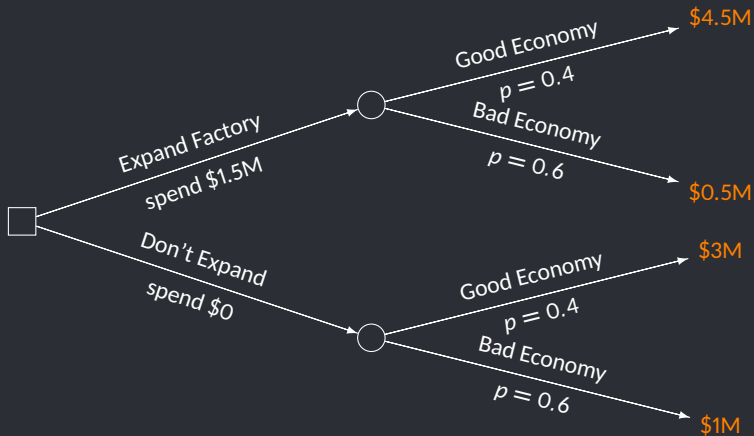 $4.5M
Good Economy
p = 0.4
Bad Economy
p = 0.6
$0.5M
Expand Factory
spend $1.5M
Don't Expand
spend $0
$3M
Good Economy
p = 0.4
Bad Economy
p = 0.6
$1M